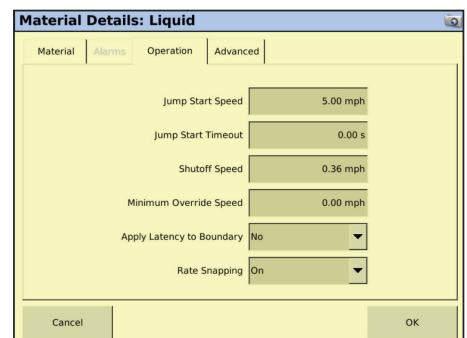 Material Details: Liquid
Material Alarms Operation Advanced
Jump Start Speed 5.00 mph
Jump Start Timeout 0.00 s
Shutoff Speed 0.36 mph
Minimum Override Speed 0.00 mph
Apply Latency to Boundary No
Rate Snapping On
Cancel OK